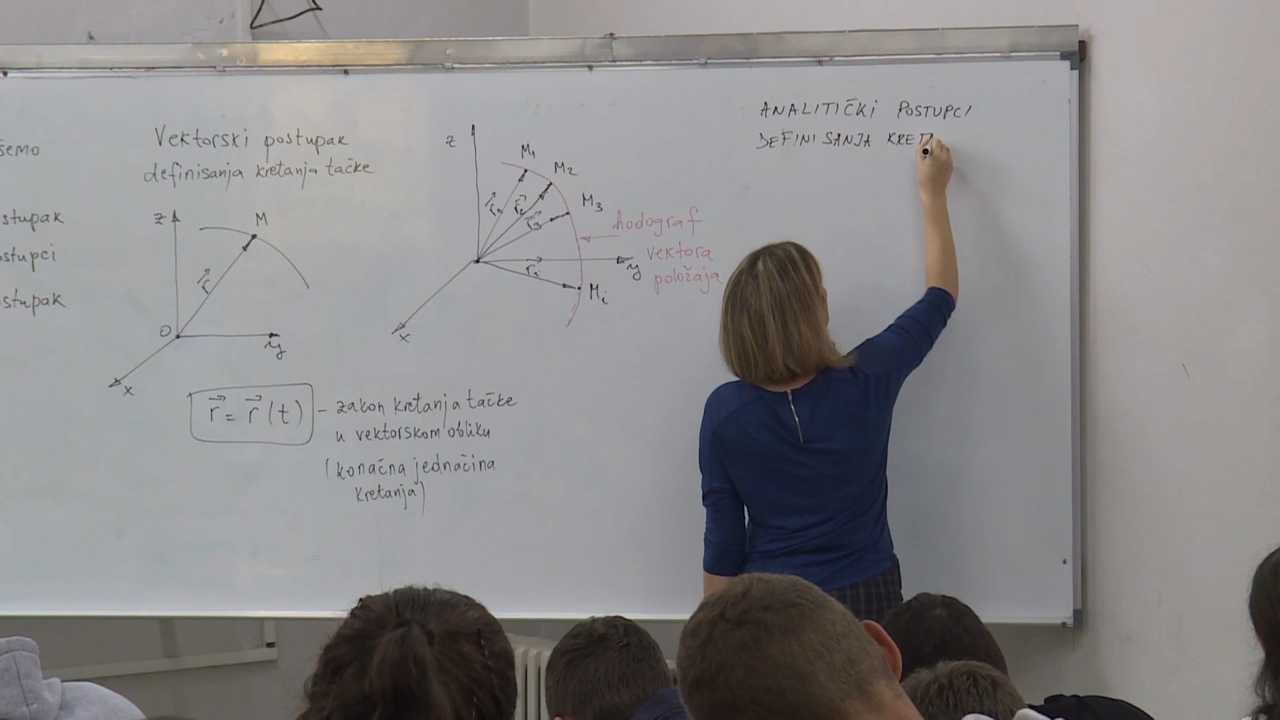 šemo
stupak
stupci
stupak
Vektorski postupak
definisanja kretanja tačke
z
M
r
O
y
x
r = r (t) – zakon kretanja tačke
u vektorskom obliku
(konačna jednačina
kretanja)
z
M1
M2
M3
r1
r2
r3
ri
y
Mi
x
hodograf
vektora
položaja
ANALITIČKI POSTUPCI
DEFINISANJA KRETA